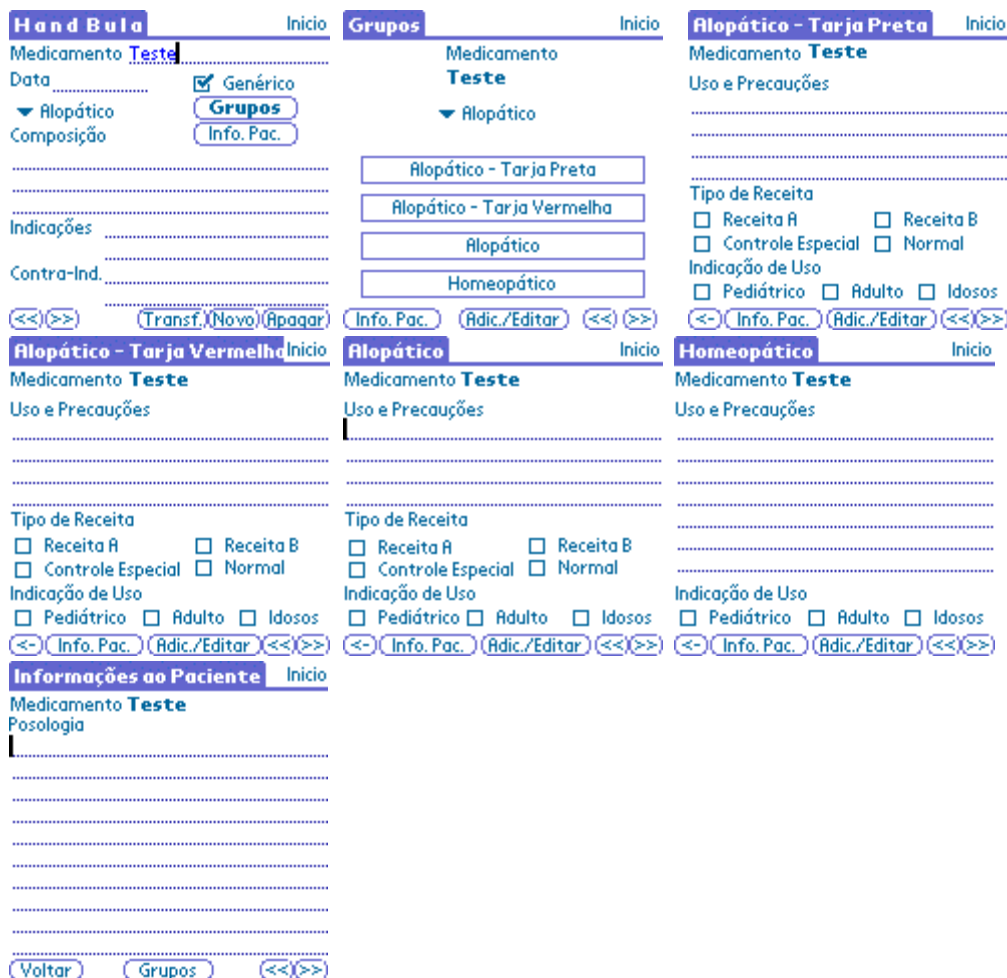 Hand Bula Inicio
Medicamento Teste
Data Genérico
Alopático Grupos
Composição Info. Pac.
Indicações
Contra-Ind.
<< >> Transf. Novo Apagar
Grupos Inicio
Medicamento
Teste
Alopático
Alopático - Tarja Preta
Alopático - Tarja Vermelha
Alopático
Homeopático
Info. Pac. Adic./Editar << >>
Alopático - Tarja Preta Inicio
Medicamento Teste
Uso e Precauções
Tipo de Receita
Receita A Receita B
Controle Especial Normal
Indicação de Uso
Pediátrico Adulto Idosos
<- Info. Pac. Adic./Editar << >>
Alopático - Tarja Vermelha Inicio
Medicamento Teste
Uso e Precauções
Tipo de Receita
Receita A Receita B
Controle Especial Normal
Indicação de Uso
Pediátrico Adulto Idosos
<- Info. Pac. Adic./Editar << >>
Alopático Inicio
Medicamento Teste
Uso e Precauções
Tipo de Receita
Receita A Receita B
Controle Especial Normal
Indicação de Uso
Pediátrico Adulto Idosos
<- Info. Pac. Adic./Editar << >>
Homeopático Inicio
Medicamento Teste
Uso e Precauções
Indicação de Uso
Pediátrico Adulto Idosos
<- Info. Pac. Adic./Editar << >>
Informações ao Paciente Inicio
Medicamento Teste
Posologia
Voltar Grupos << >>